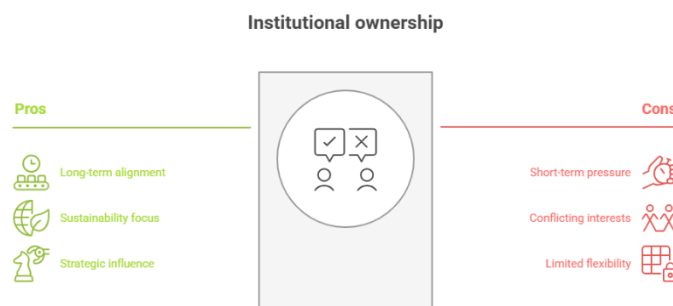 Institutional ownership
Pros
Cons
Long-term alignment
Short-term pressure
Sustainability focus
Conflicting interests
Strategic influence
Limited flexibility